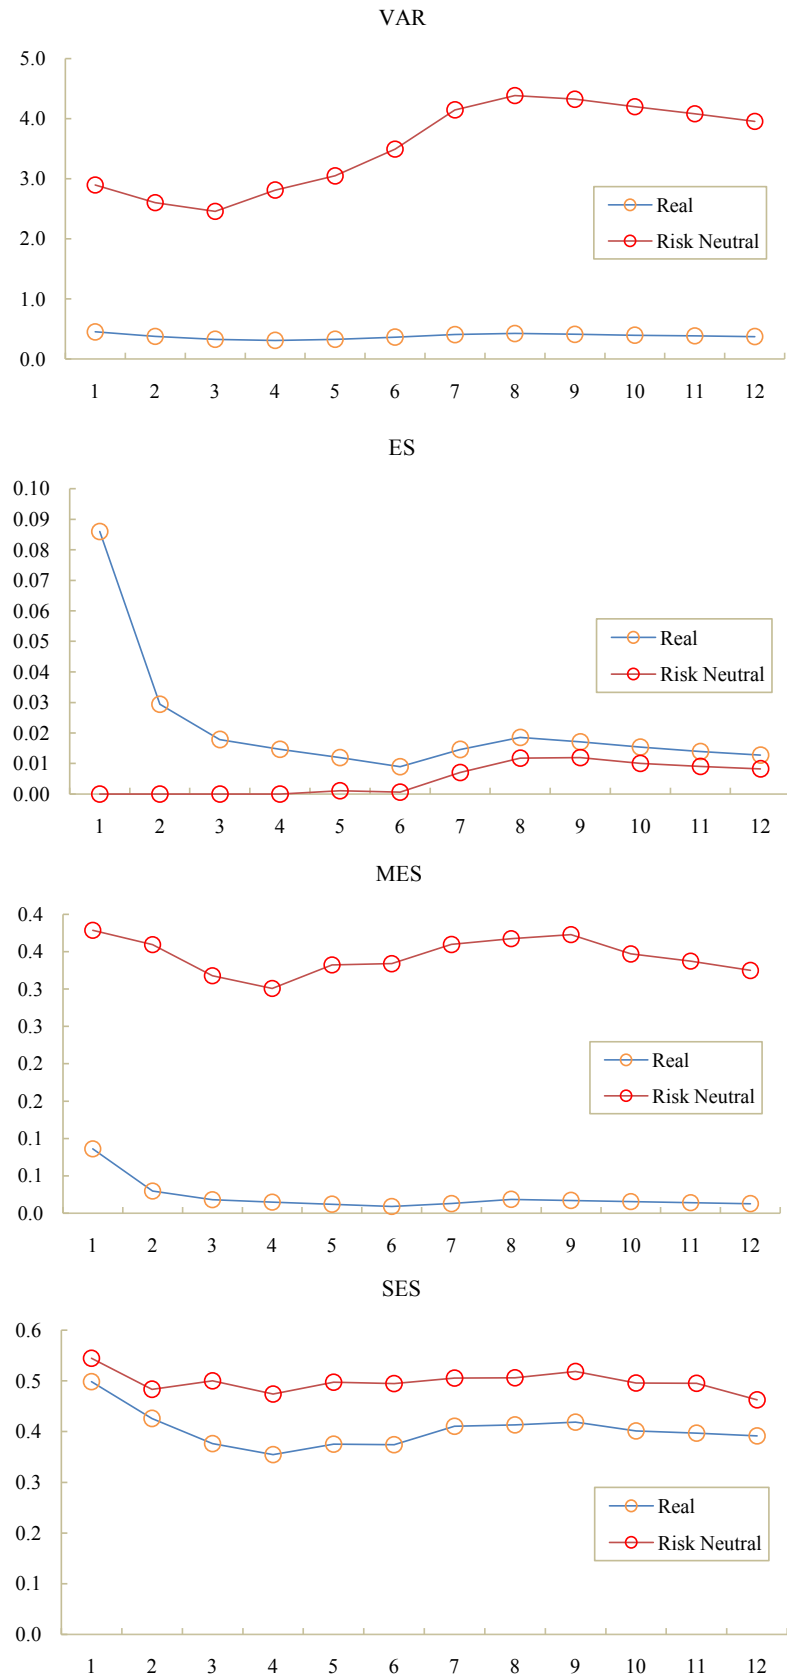 VAR
5.0
4.0
3.0
2.0
1.0
0.0
Real
Risk Neutral
1 2 3 4 5 6 7 8 9 10 11 12
ES
0.10
0.09
0.08
0.07
0.06
0.05
0.04
0.03
0.02
0.01
0.00
Real
Risk Neutral
1 2 3 4 5 6 7 8 9 10 11 12
MES
0.4
0.4
0.3
0.3
0.2
0.2
0.1
0.1
0.0
Real
Risk Neutral
1 2 3 4 5 6 7 8 9 10 11 12
SES
0.6
0.5
0.4
0.3
0.2
0.1
0.0
Real
Risk Neutral
1 2 3 4 5 6 7 8 9 10 11 12